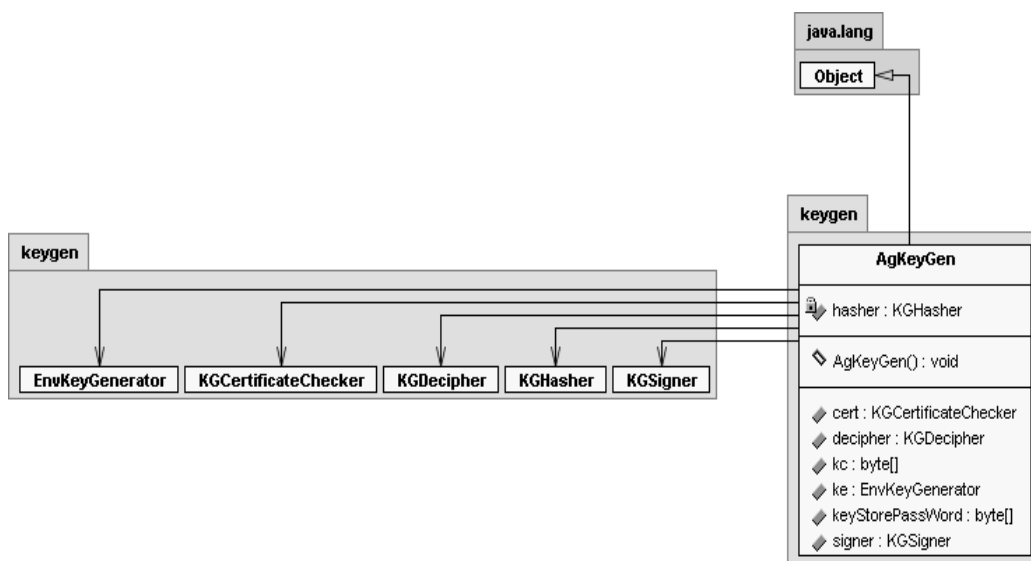 java.lang
Object
keygen
EnvKeyGenerator
KGCertificateChecker
KGDecipher
KGHasher
KGSigner
keygen
AgKeyGen
hasher : KGHasher
AgKeyGen() : void
cert : KGCertificateChecker
decipher : KGDecipher
kc : byte[]
ke : EnvKeyGenerator
keyStorePassWord : byte[]
signer : KGSigner